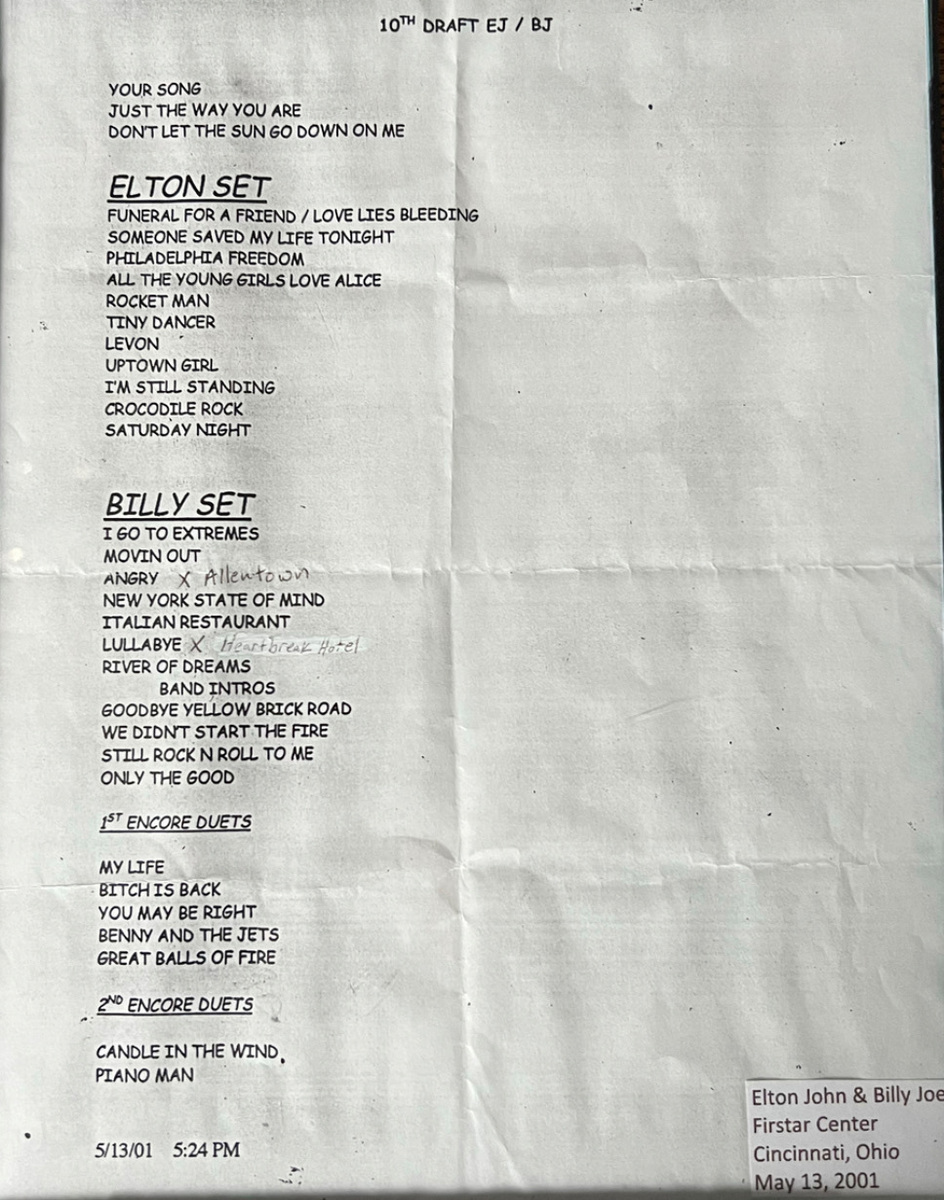 10TH DRAFT EJ / BJ
YOUR SONG
JUST THE WAY YOU ARE
DON'T LET THE SUN GO DOWN ON ME
ELTON SET
FUNERAL FOR A FRIEND / LOVE LIES BLEEDING
SOMEONE SAVED MY LIFE TONIGHT
PHILADELPHIA FREEDOM
ALL THE YOUNG GIRLS LOVE ALICE
ROCKET MAN
TINY DANCER
LEVON
UPTOWN GIRL
I'M STILL STANDING
CROCODILE ROCK
SATURDAY NIGHT
BILLY SET
I GO TO EXTREMES
MOVIN OUT
ANGRY X Allentown
NEW YORK STATE OF MIND
ITALIAN RESTAURANT
LULLABYE X Heartbreak Hotel
RIVER OF DREAMS
BAND INTROS
GOODBYE YELLOW BRICK ROAD
WE DIDN'T START THE FIRE
STILL ROCK N ROLL TO ME
ONLY THE GOOD
1ST ENCORE DUETS
MY LIFE
BITCH IS BACK
YOU MAY BE RIGHT
BENNY AND THE JETS
GREAT BALLS OF FIRE
2ND ENCORE DUETS
CANDLE IN THE WIND
PIANO MAN
5/13/01 5:24 PM
Elton John & Billy Joe
Firstar Center
Cincinnati, Ohio
May 13, 2001